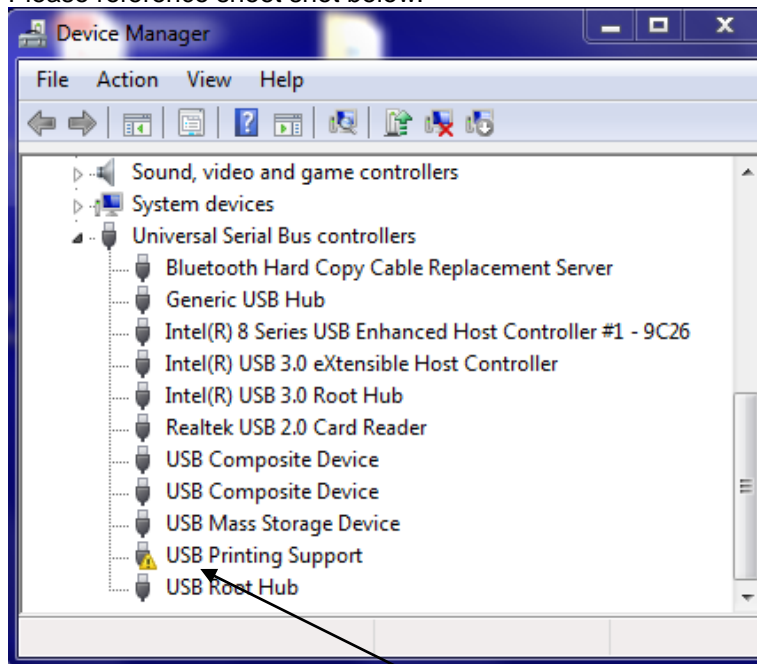 Please reference sheet shot below:
Device Manager
File Action View Help
Sound, video and game controllers
System devices
Universal Serial Bus controllers
Bluetooth Hard Copy Cable Replacement Server
Generic USB Hub
Intel(R) 8 Series USB Enhanced Host Controller #1 - 9C26
Intel(R) USB 3.0 eXtensible Host Controller
Intel(R) USB 3.0 Root Hub
Realtek USB 2.0 Card Reader
USB Composite Device
USB Composite Device
USB Mass Storage Device
USB Printing Support
USB Root Hub